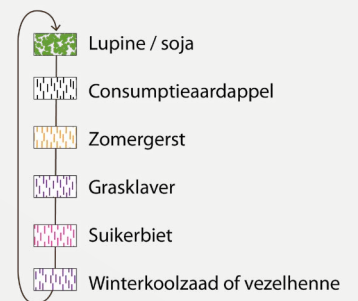 Lupine / soja
Consumptieaardappel
Zomergerst
Grasklaver
Suikerbiet
Winterkoolzaad of vezelhenne